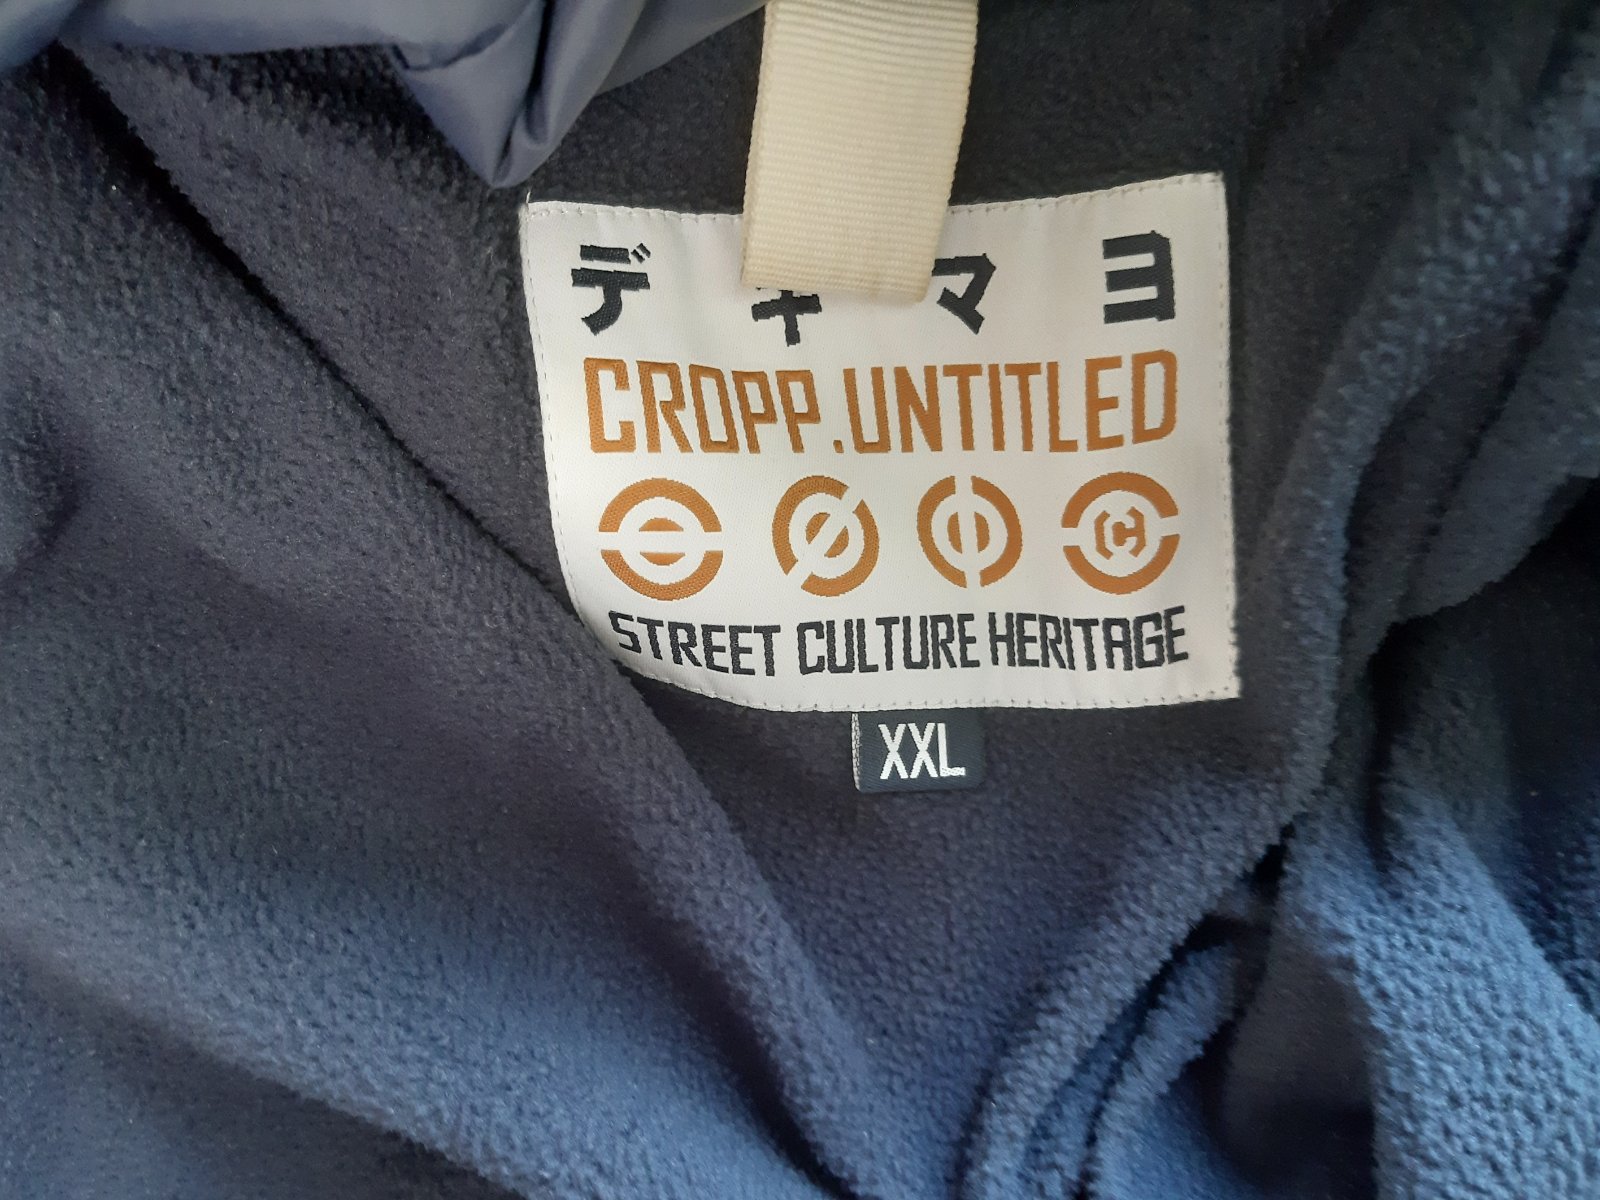 デキマヨ
CROPP.UNTITLED
(C)
STREET CULTURE HERITAGE
XXL